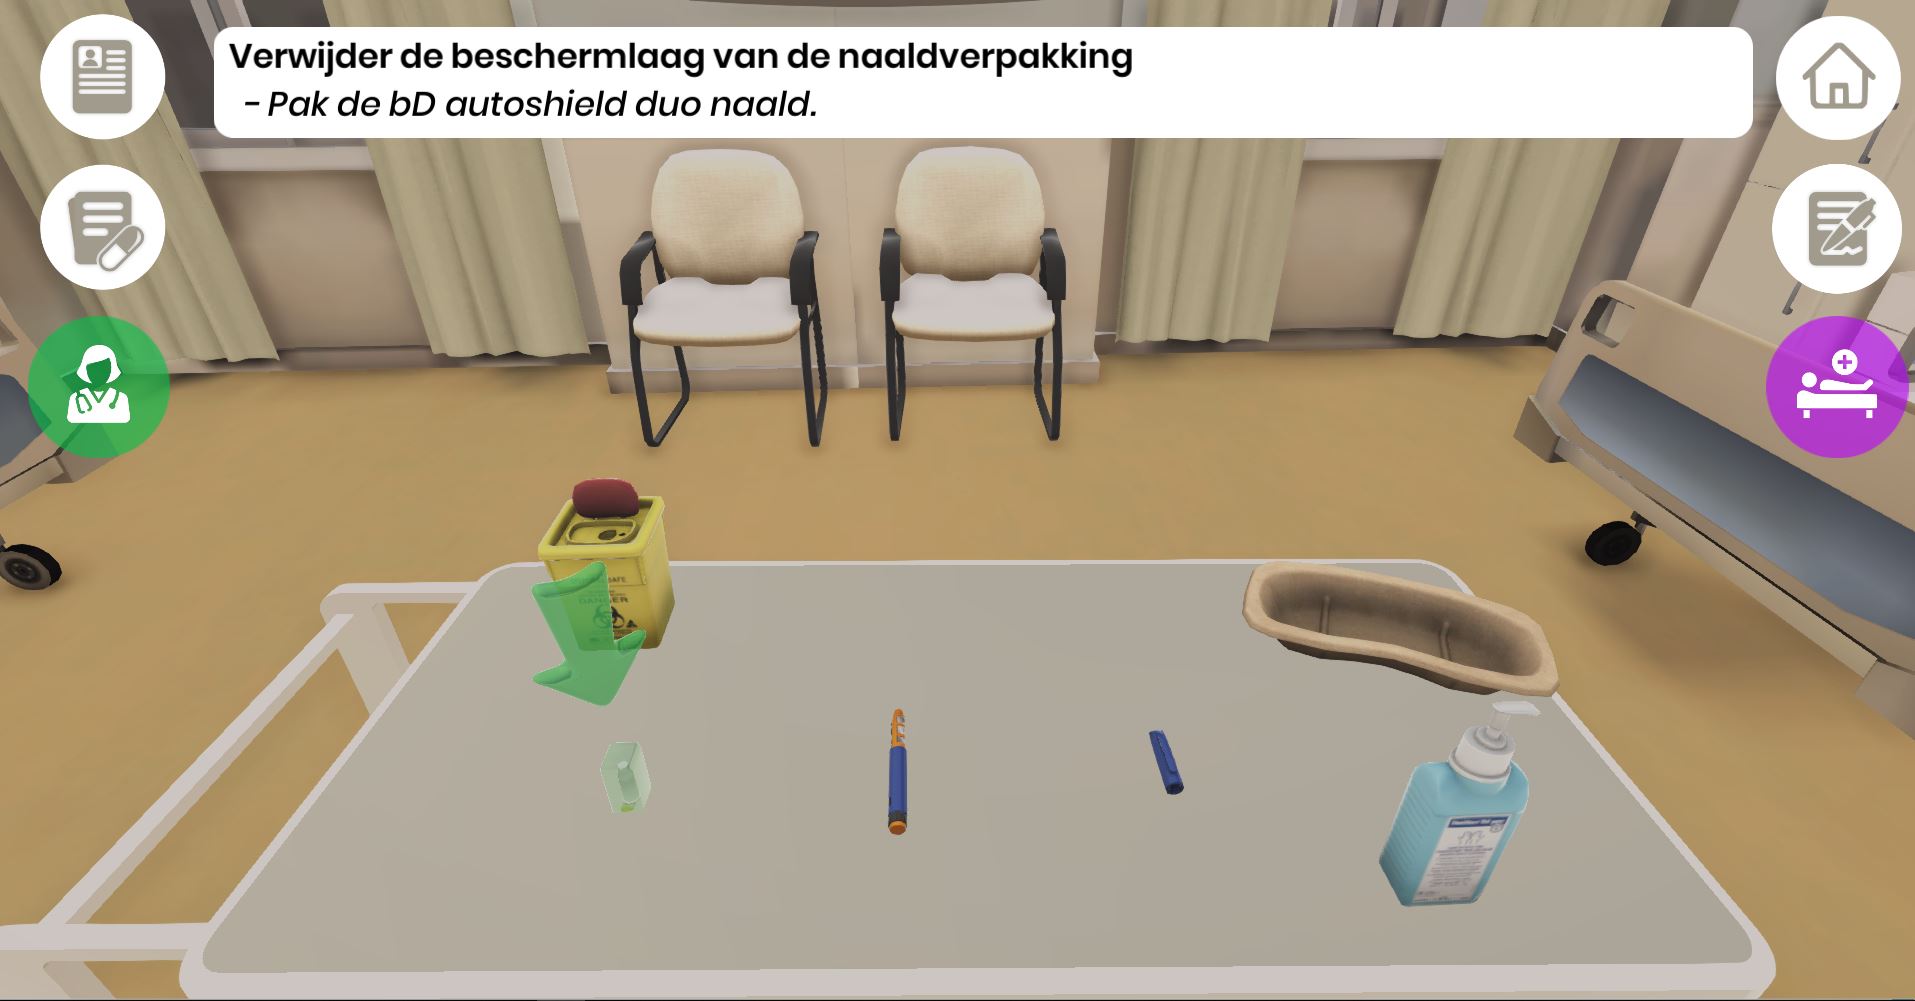 Verwijder de beschermlaag van de naaldverpakking
- Pak de bD autoshield duo naald.
DANGER